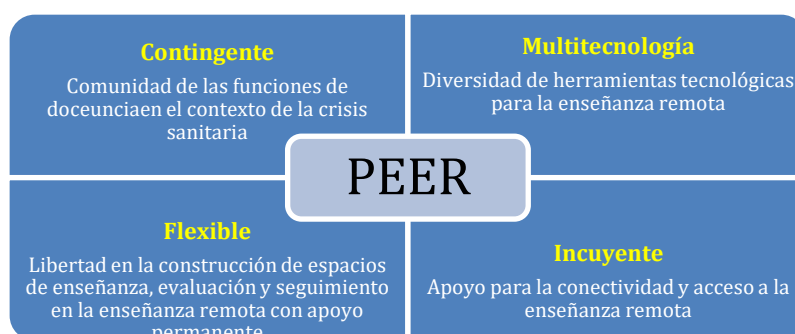 Contingente
Comunidad de las funciones de
doceunciaen el contexto de la crisis
sanitaria
Multitecnología
Diversidad de herramientas tecnológicas
para la enseñanza remota
PEER
Flexible
Libertad en la construcción de espacios
de enseñanza, evaluación y seguimiento
en la enseñanza remota con apoyo
permanente
Incuyente
Apoyo para la conectividad y acceso a la
enseñanza remota